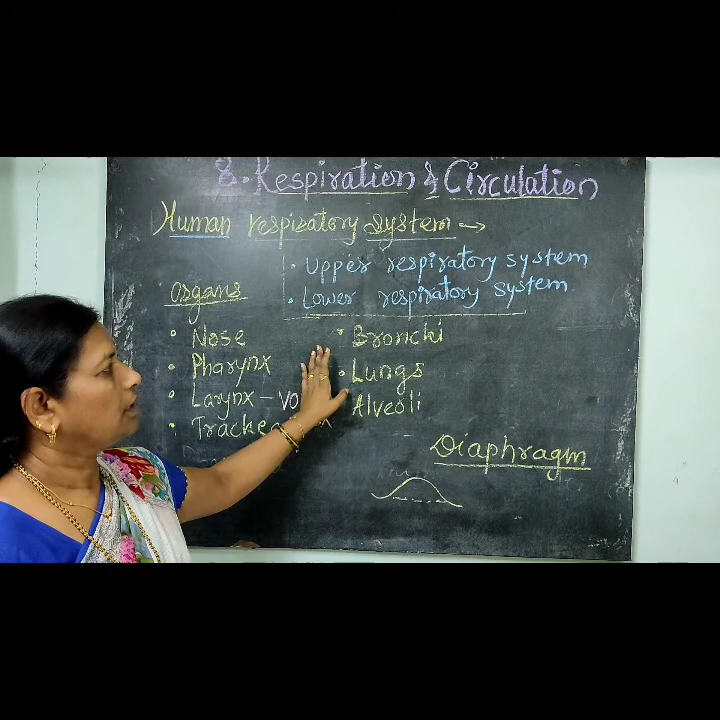 8. Respiration & Circulation
Human respiratory system →
• Upper respiratory system
• Lower respiratory system
Organs
• Nose
• Pharynx
• Larynx -
• Trachea
• Bronchi
• Lungs
• Alveoli
Diaphragm